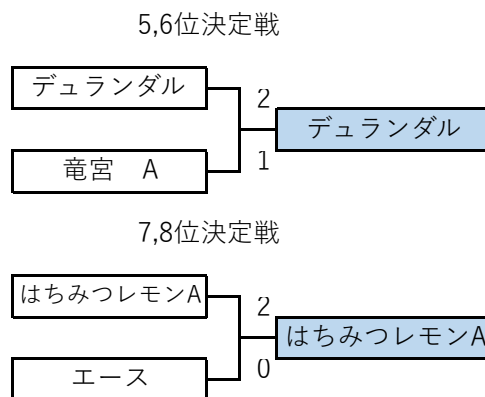 5,6位決定戦
デュランダル
2
デュランダル
1
竜宮　A
7,8位決定戦
はちみつレモンA
2
はちみつレモンA
0
エース